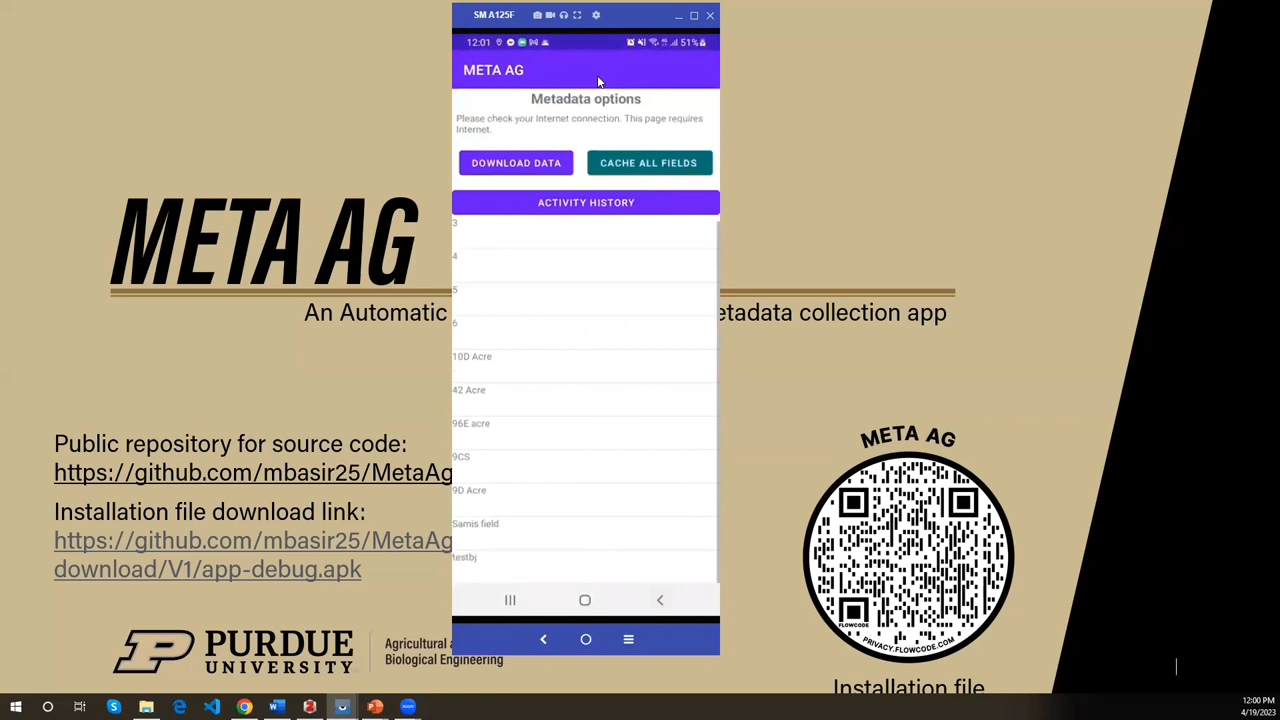 SM A125F
12:01
51%
META AG
Metadata options
Please check your Internet connection. This page requires
Internet.
DOWNLOAD DATA
CACHE ALL FIELDS
ACTIVITY HISTORY
3
4
5
6
10D Acre
42 Acre
96E acre
9CS
9D Acre
Samis field
testbj
META AG
An Automatic
etadata collection app
Public repository for source code:
https://github.com/mbasir25/MetaAg
Installation file download link:
https://github.com/mbasir25/MetaAg
download/V1/app-debug.apk
PURDUE
UNIVERSITY
Agricultural a
Biological Engineering
META AG
FLOWCODE
PRIVACY.FLOWCODE.COM
Installation file
12:00 PM
4/19/2023